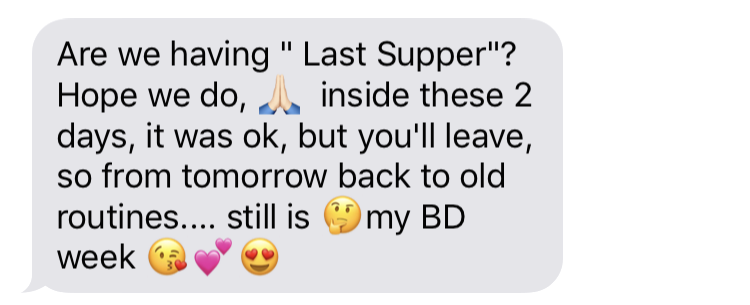 Are we having " Last Supper"?
Hope we do, 🙏🏻 inside these 2
days, it was ok, but you'll leave,
so from tomorrow back to old
routines.... still is 🤔my BD
week 😘💕😍